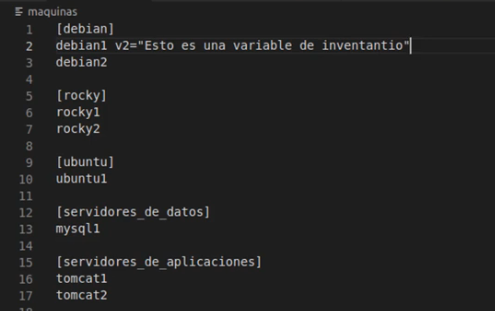 maquinas
1 [debian]
2 debian1 v2="Esto es una variable de inventantio"
3 debian2
4
5 [rocky]
6 rocky1
7 rocky2
8
9 [ubuntu]
10 ubuntu1
11
12 [servidores_de_datos]
13 mysql1
14
15 [servidores_de_aplicaciones]
16 tomcat1
17 tomcat2